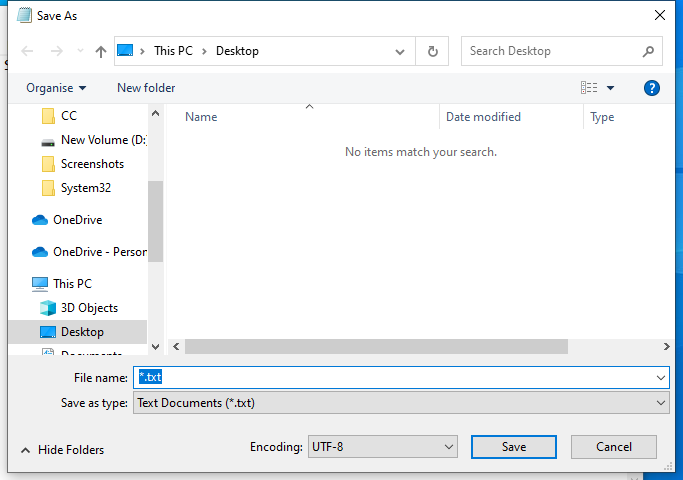 Save As
This PC > Desktop
Search Desktop
Organise
New folder
Name
Date modified
Type
CC
New Volume (D:)
Screenshots
System32
OneDrive
OneDrive - Person
This PC
3D Objects
Desktop
Documents
No items match your search.
File name: *.txt
Save as type: Text Documents (*.txt)
Hide Folders
Encoding: UTF-8
Save
Cancel